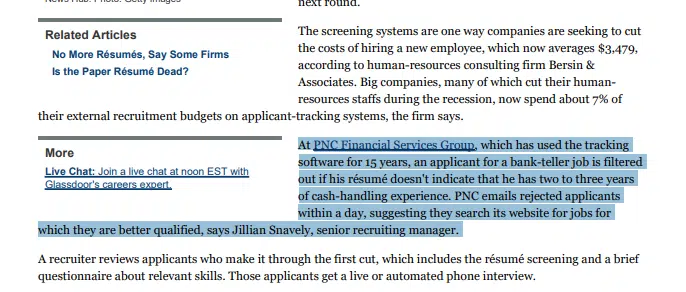 News Hub. Photo: Getty Images
Related Articles
No More Résumés, Say Some Firms
Is the Paper Résumé Dead?
next round.
The screening systems are one way companies are seeking to cut
the costs of hiring a new employee, which now averages $3,479,
according to human-resources consulting firm Bersin &
Associates. Big companies, many of which cut their human-
resources staffs during the recession, now spend about 7% of
their external recruitment budgets on applicant-tracking systems, the firm says.
More
Live Chat: Join a live chat at noon EST with
Glassdoor's careers expert.
At PNC Financial Services Group, which has used the tracking
software for 15 years, an applicant for a bank-teller job is filtered
out if his résumé doesn't indicate that he has two to three years
of cash-handling experience. PNC emails rejected applicants
within a day, suggesting they search its website for jobs for
which they are better qualified, says Jillian Snavely, senior recruiting manager.
A recruiter reviews applicants who make it through the first cut, which includes the résumé screening and a brief
questionnaire about relevant skills. Those applicants get a live or automated phone interview.